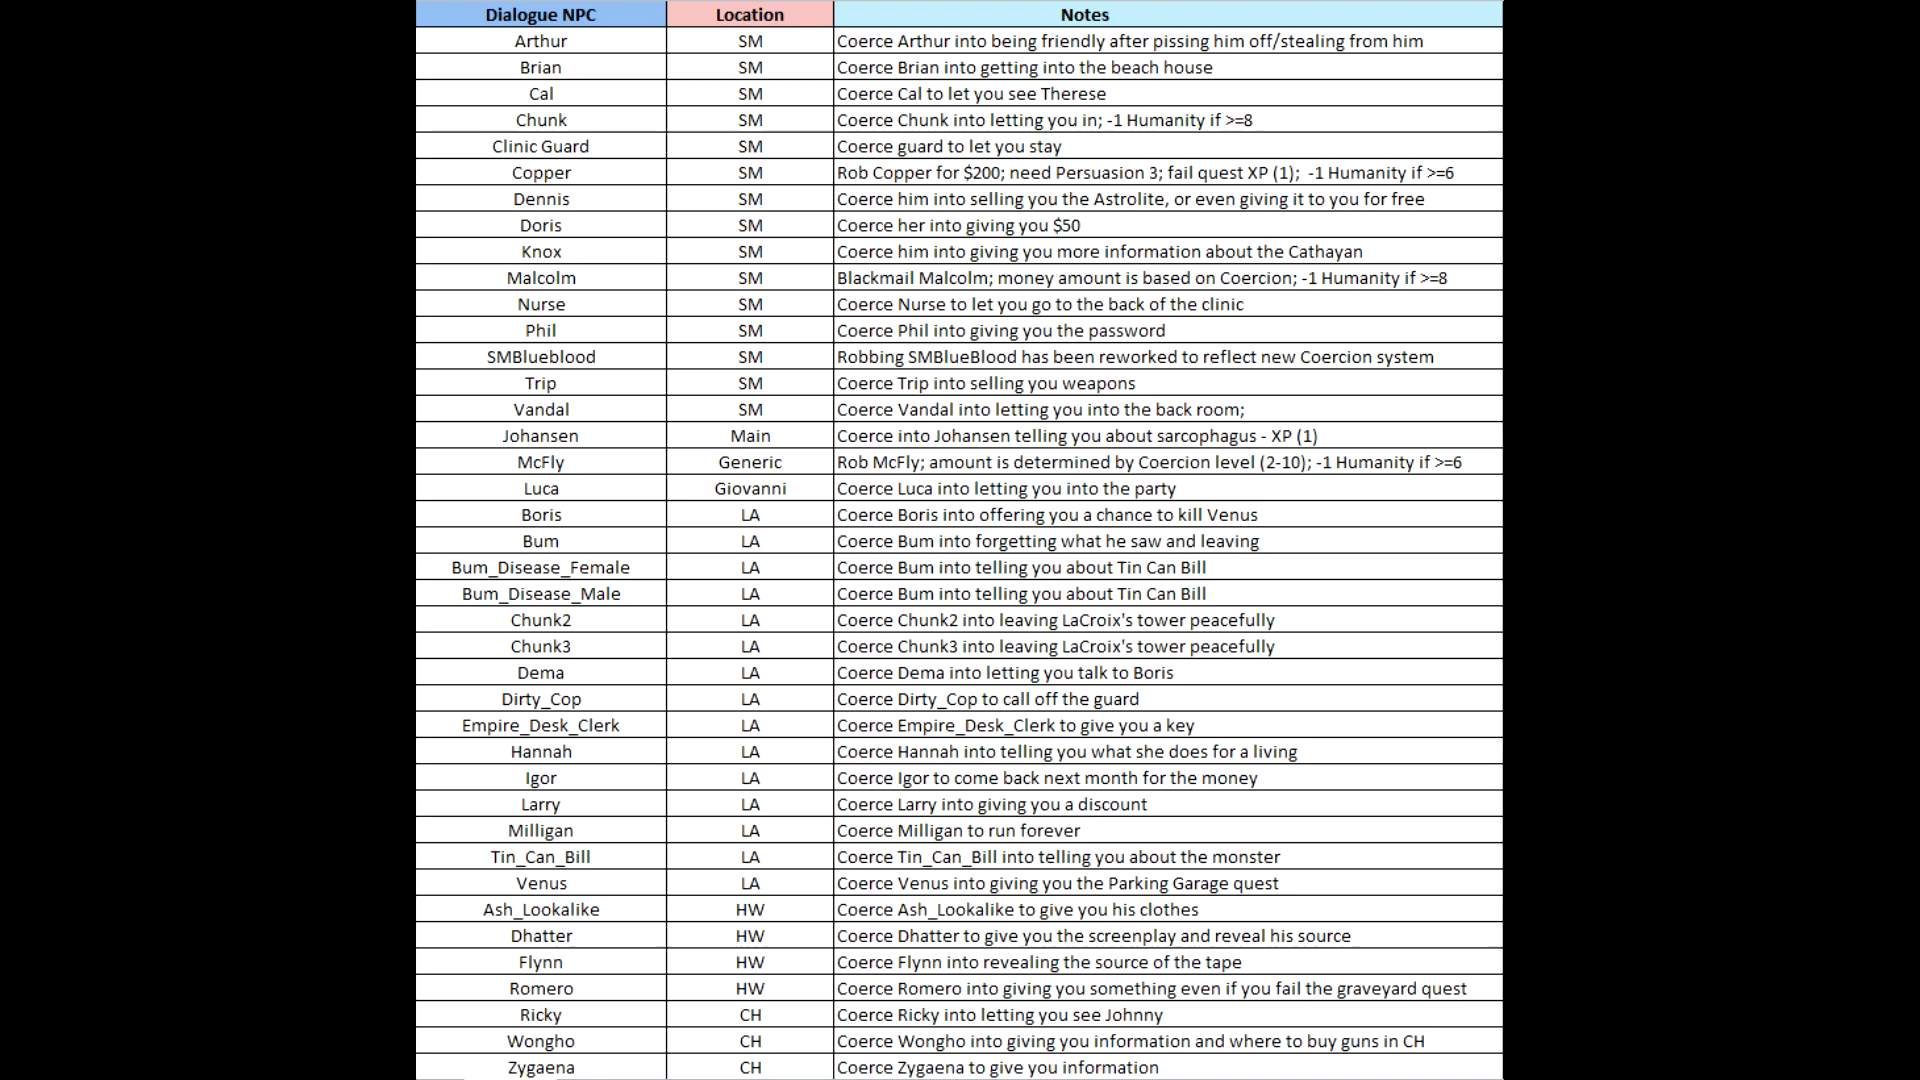 Dialogue NPC Location Notes
Arthur SM Coerce Arthur into being friendly after pissing him off/stealing from him
Brian SM Coerce Brian into getting into the beach house
Cal SM Coerce Cal to let you see Therese
Chunk SM Coerce Chunk into letting you in; -1 Humanity if >=8
Clinic Guard SM Coerce guard to let you stay
Copper SM Rob Copper for $200; need Persuasion 3; fail quest XP (1);  -1 Humanity if >=6
Dennis SM Coerce him into selling you the Astrolite, or even giving it to you for free
Doris SM Coerce her into giving you $50
Knox SM Coerce him into giving you more information about the Cathayan
Malcolm SM Blackmail Malcolm; money amount is based on Coercion; -1 Humanity if >=8
Nurse SM Coerce Nurse to let you go to the back of the clinic
Phil SM Coerce Phil into giving you the password
SMBlueblood SM Robbing SMBlueBlood has been reworked to reflect new Coercion system
Trip SM Coerce Trip into selling you weapons
Vandal SM Coerce Vandal into letting you into the back room;
Johansen Main Coerce into Johansen telling you about sarcophagus - XP (1)
McFly Generic Rob McFly; amount is determined by Coercion level (2-10); -1 Humanity if >=6
Luca Giovanni Coerce Luca into letting you into the party
Boris LA Coerce Boris into offering you a chance to kill Venus
Bum LA Coerce Bum into forgetting what he saw and leaving
Bum_Disease_Female LA Coerce Bum into telling you about Tin Can Bill
Bum_Disease_Male LA Coerce Bum into telling you about Tin Can Bill
Chunk2 LA Coerce Chunk2 into leaving LaCroix's tower peacefully
Chunk3 LA Coerce Chunk3 into leaving LaCroix's tower peacefully
Dema LA Coerce Dema into letting you talk to Boris
Dirty_Cop LA Coerce Dirty_Cop to call off the guard
Empire_Desk_Clerk LA Coerce Empire_Desk_Clerk to give you a key
Hannah LA Coerce Hannah into telling you what she does for a living
Igor LA Coerce Igor to come back next month for the money
Larry LA Coerce Larry into giving you a discount
Milligan LA Coerce Milligan to run forever
Tin_Can_Bill LA Coerce Tin_Can_Bill into telling you about the monster
Venus LA Coerce Venus into giving you the Parking Garage quest
Ash_Lookalike HW Coerce Ash_Lookalike to give you his clothes
Dhatter HW Coerce Dhatter to give you the screenplay and reveal his source
Flynn HW Coerce Flynn into revealing the source of the tape
Romero HW Coerce Romero into giving you something even if you fail the graveyard quest
Ricky CH Coerce Ricky into letting you see Johnny
Wongho CH Coerce Wongho into giving you information and where to buy guns in CH
Zygaena CH Coerce Zygaena to give you information